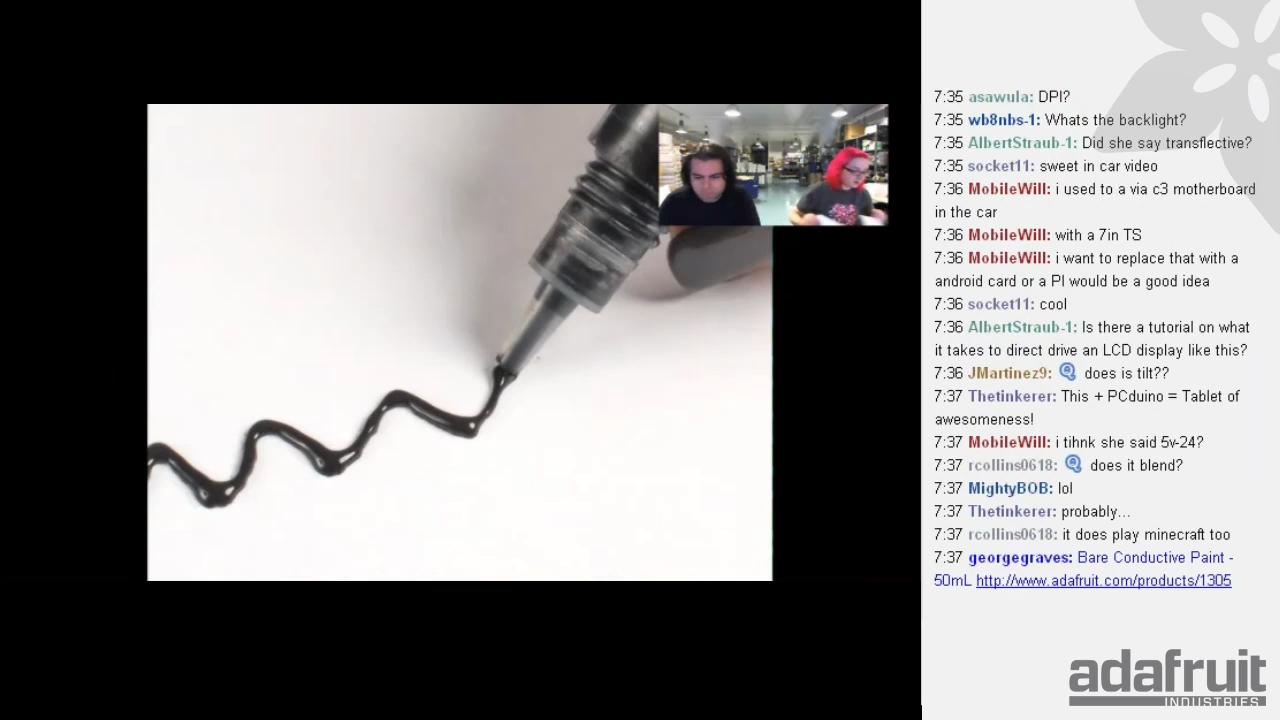 7:35 asawula: DPI?
7:35 wb8nbs-1: Whats the backlight?
7:35 AlbertStraub-1: Did she say transflective?
7:35 socket11: sweet in car video
7:36 MobileWill: i used to a via c3 motherboard
in the car
7:36 MobileWill: with a 7in TS
7:36 MobileWill: i want to replace that with a
android card or a PI would be a good idea
7:36 socket11: cool
7:36 AlbertStraub-1: Is there a tutorial on what
it takes to direct drive an LCD display like this?
7:36 JMartinez9: does is tilt??
7:37 Thetinkerer: This + PCduino = Tablet of
awesomeness!
7:37 MobileWill: i tihnk she said 5v-24?
7:37 rcollins0618: does it blend?
7:37 MightyBOB: lol
7:37 Thetinkerer: probably...
7:37 rcollins0618: it does play minecraft too
7:37 georgegraves: Bare Conductive Paint -
50mL http://www.adafruit.com/products/1305
adafruit
INDUSTRIES